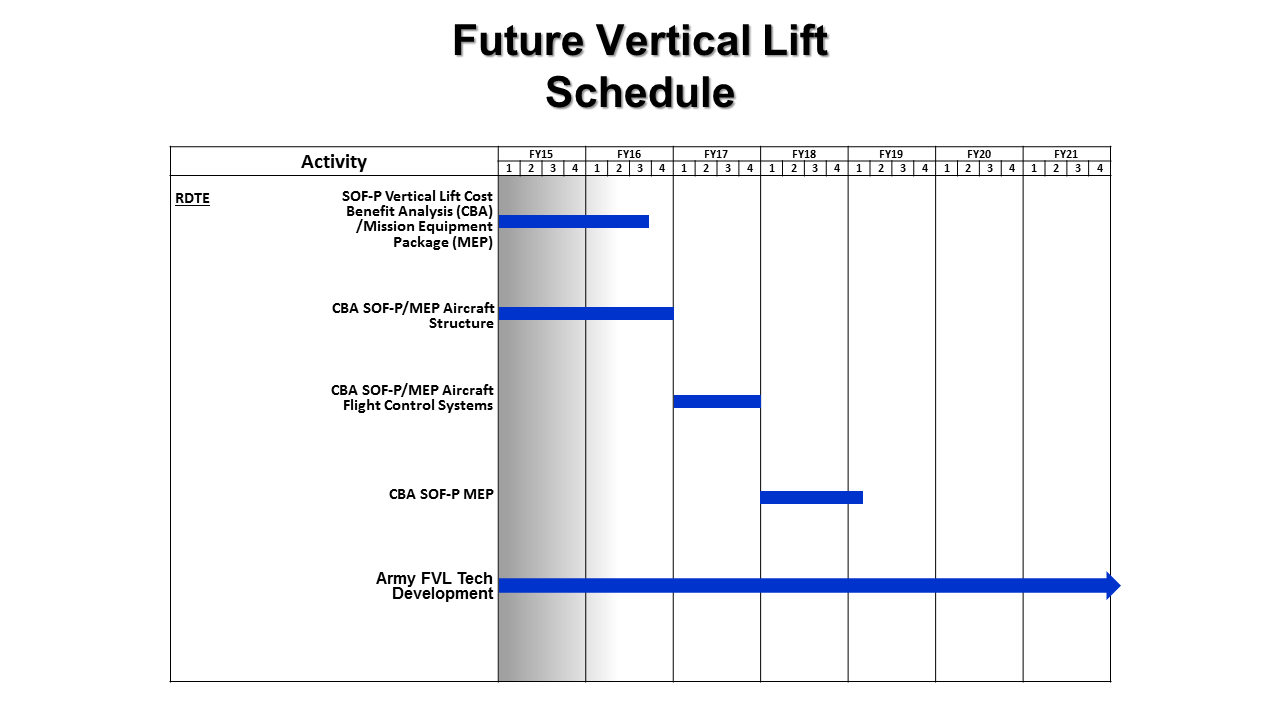 Future Vertical Lift
Schedule
Activity
FY15 FY16 FY17 FY18 FY19 FY20 FY21
1 2 3 4 1 2 3 4 1 2 3 4 1 2 3 4 1 2 3 4 1 2 3 4 1 2 3 4
RDTE
SOF-P Vertical Lift Cost
Benefit Analysis (CBA)
/Mission Equipment
Package (MEP)
CBA SOF-P/MEP Aircraft
Structure
CBA SOF-P/MEP Aircraft
Flight Control Systems
CBA SOF-P MEP
Army FVL Tech
Development